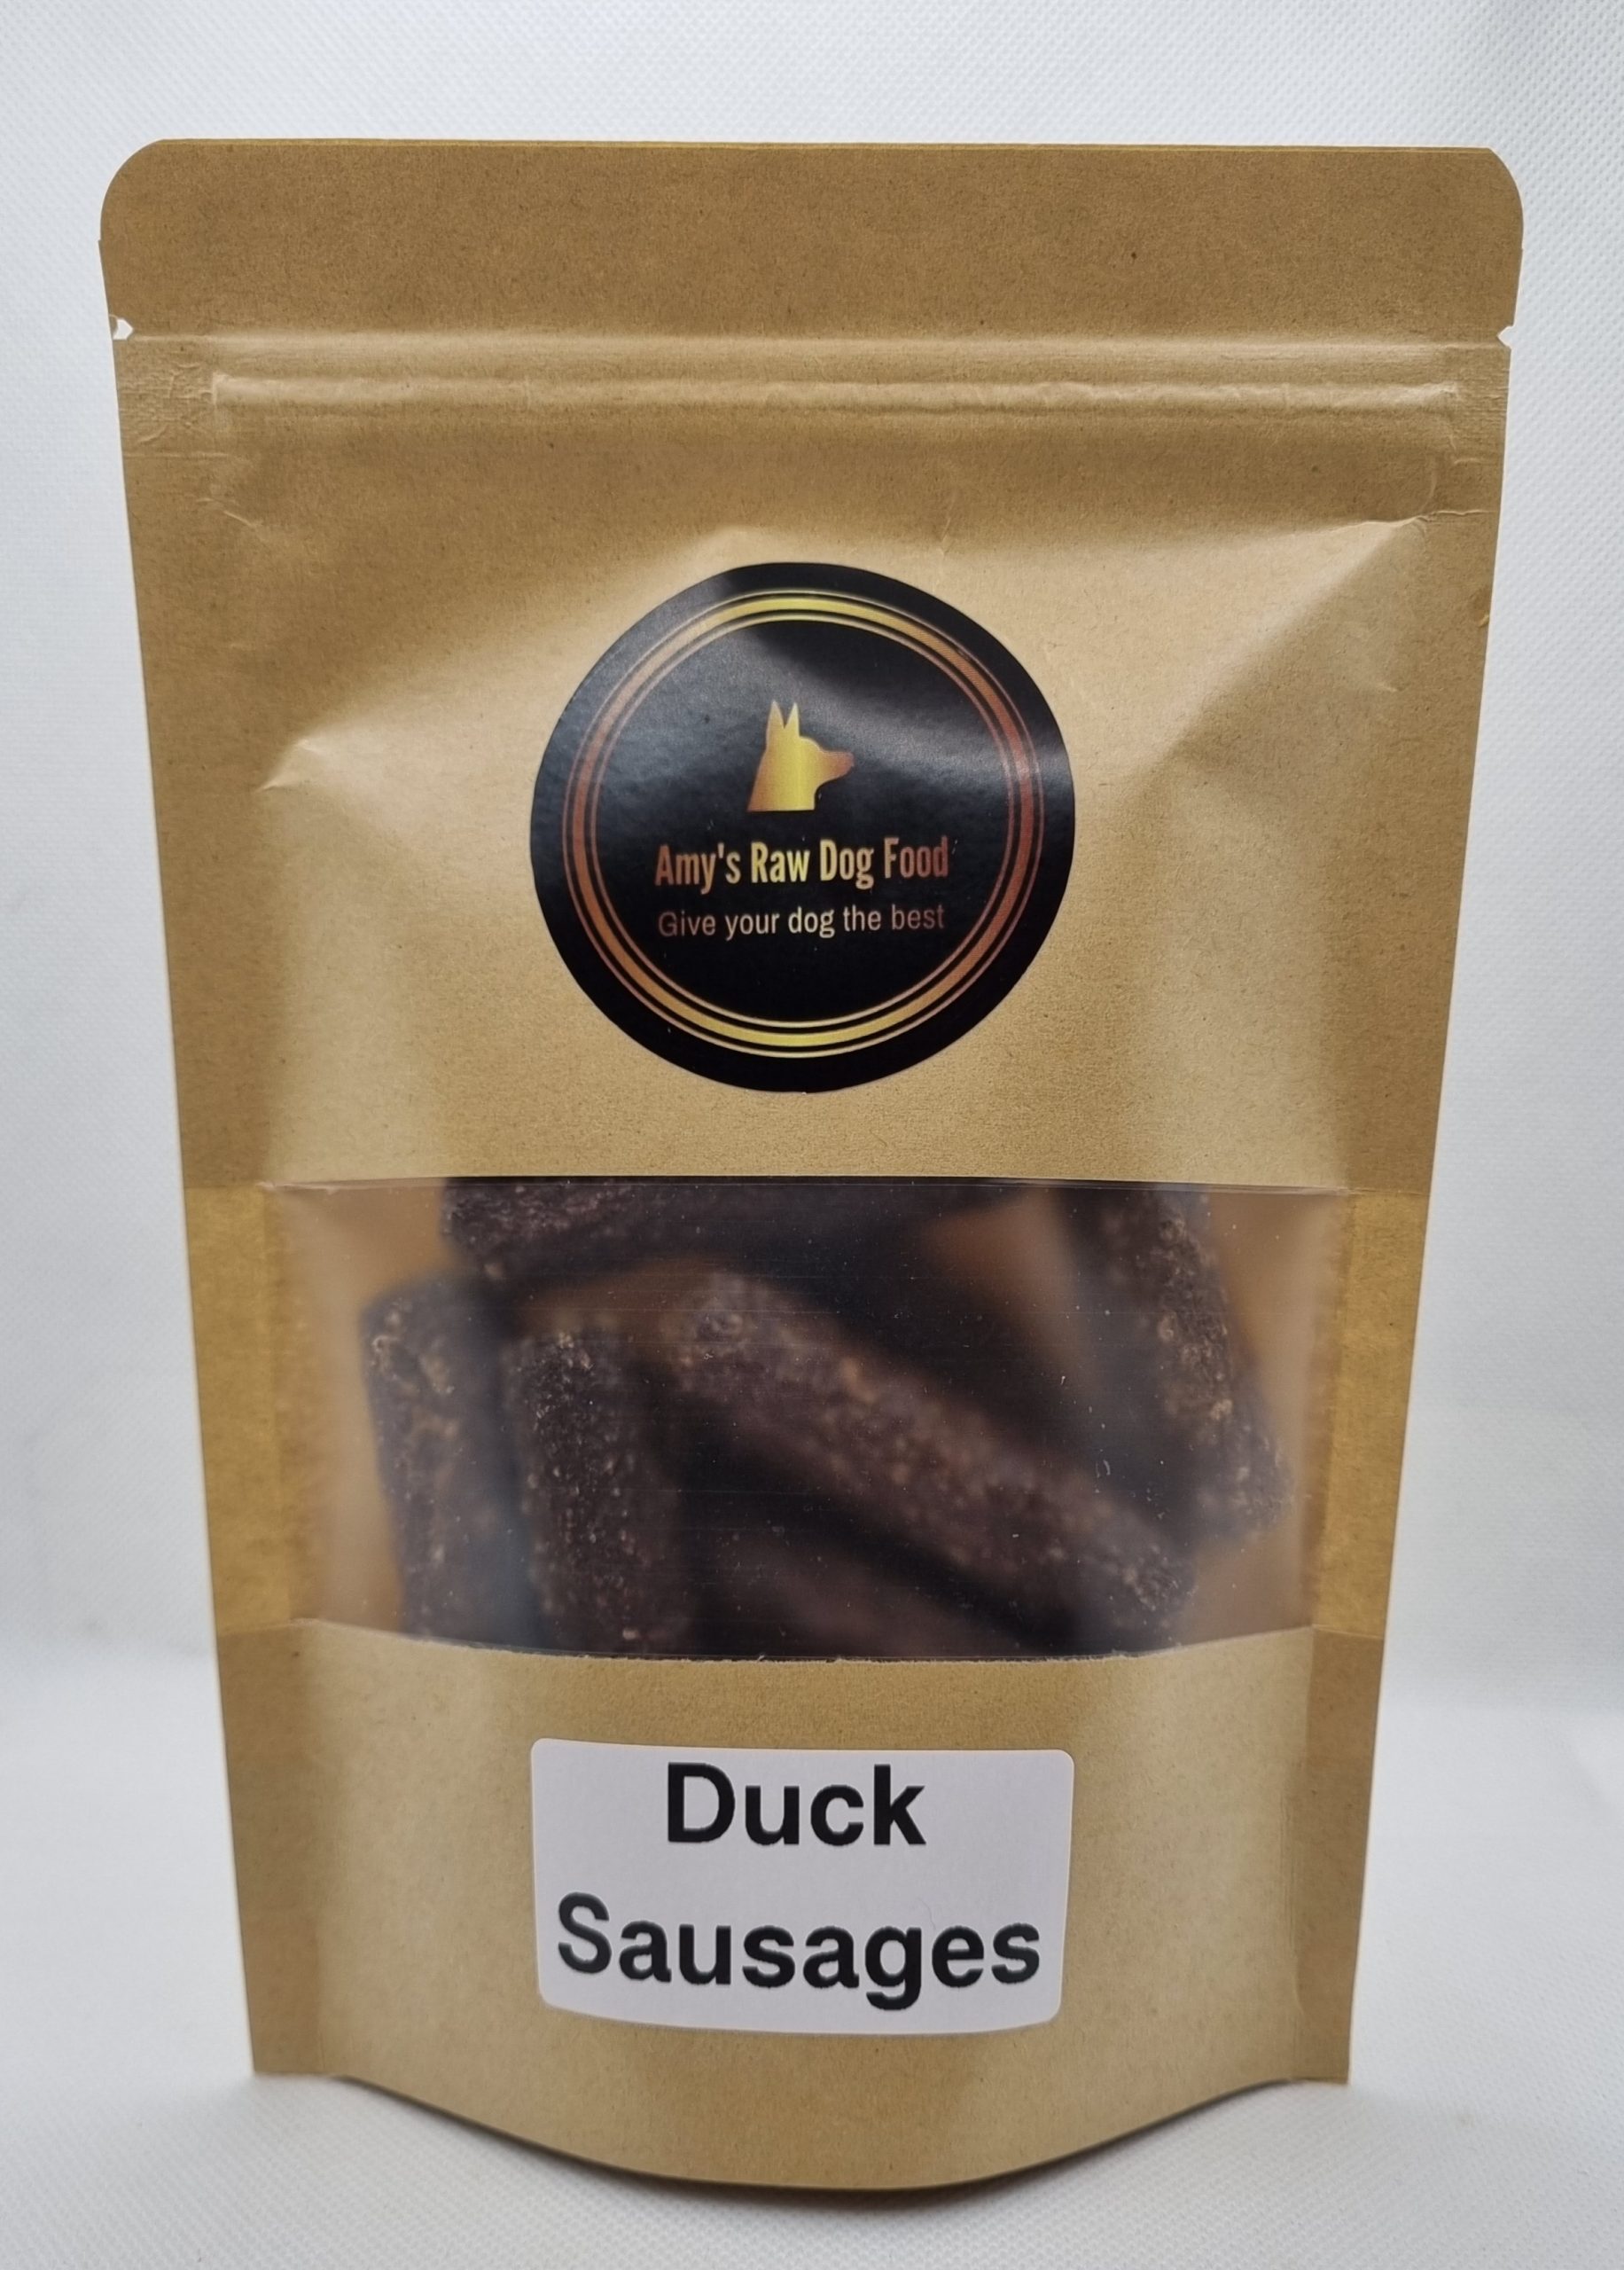 Amy's Raw Dog Food
Give your dog the best
Duck
Sausages